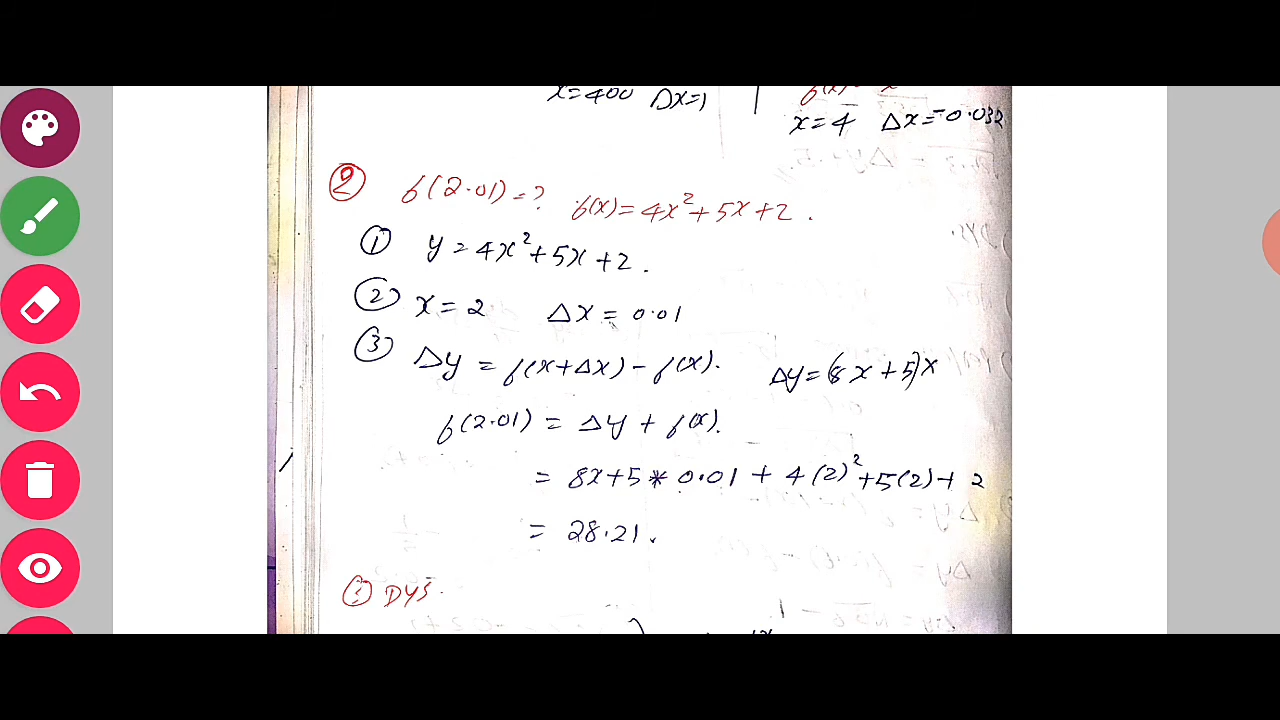 x=400 Δx=1
x=4 Δx=-0.032
② f(2.01)=? f(x)=4x²+5x+2.
① y=4x²+5x+2.
② x=2 Δx=0.01
③ Δy = f(x+Δx)-f(x). Δy=(8x+5)x
f(2.01) = Δy + f(x).
= 8x+5*0.01 + 4(2)²+5(2)+2
= 28.21.
③ DYS.